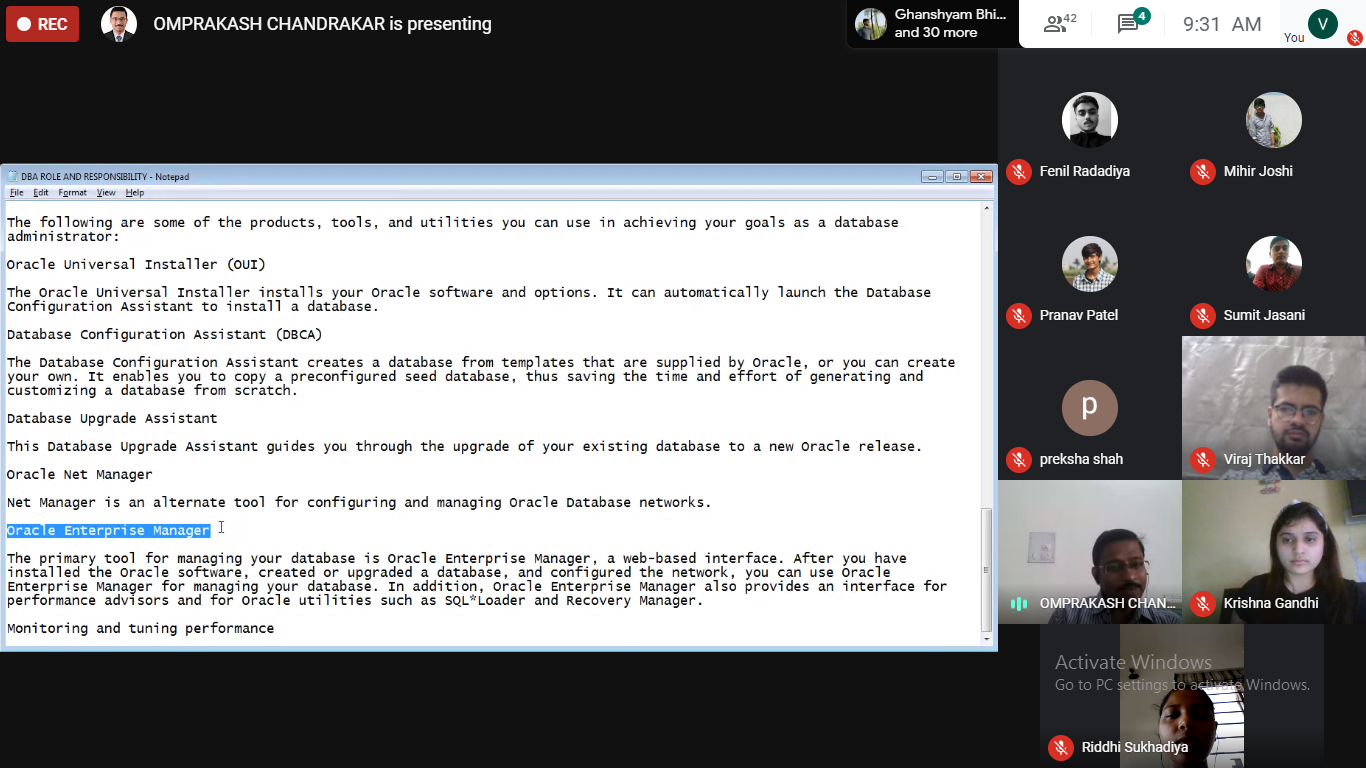 REC
OMPRAKASH CHANDRAKAR is presenting
Ghanshyam Bhi...
and 30 more
42
4
9:31 AM
You
V
DBA ROLE AND RESPONSIBILITY - Notepad
File Edit Format View Help
The following are some of the products, tools, and utilities you can use in achieving your goals as a database
administrator:
Oracle Universal Installer (OUI)
The Oracle Universal Installer installs your Oracle software and options. It can automatically launch the Database
Configuration Assistant to install a database.
Database Configuration Assistant (DBCA)
The Database Configuration Assistant creates a database from templates that are supplied by Oracle, or you can create
your own. It enables you to copy a preconfigured seed database, thus saving the time and effort of generating and
customizing a database from scratch.
Database Upgrade Assistant
This Database Upgrade Assistant guides you through the upgrade of your existing database to a new Oracle release.
Oracle Net Manager
Net Manager is an alternate tool for configuring and managing Oracle Database networks.
Oracle Enterprise Manager
The primary tool for managing your database is Oracle Enterprise Manager, a web-based interface. After you have
installed the Oracle software, created or upgraded a database, and configured the network, you can use Oracle
Enterprise Manager for managing your database. In addition, Oracle Enterprise Manager also provides an interface for
performance advisors and for Oracle utilities such as SQL*Loader and Recovery Manager.
Monitoring and tuning performance
Fenil Radadiya
Mihir Joshi
Pranav Patel
Sumit Jasani
p
preksha shah
Viraj Thakkar
OMPRAKASH CHAN...
Krishna Gandhi
Activate Windows
Go to PC settings to activate Windows.
Riddhi Sukhadiya